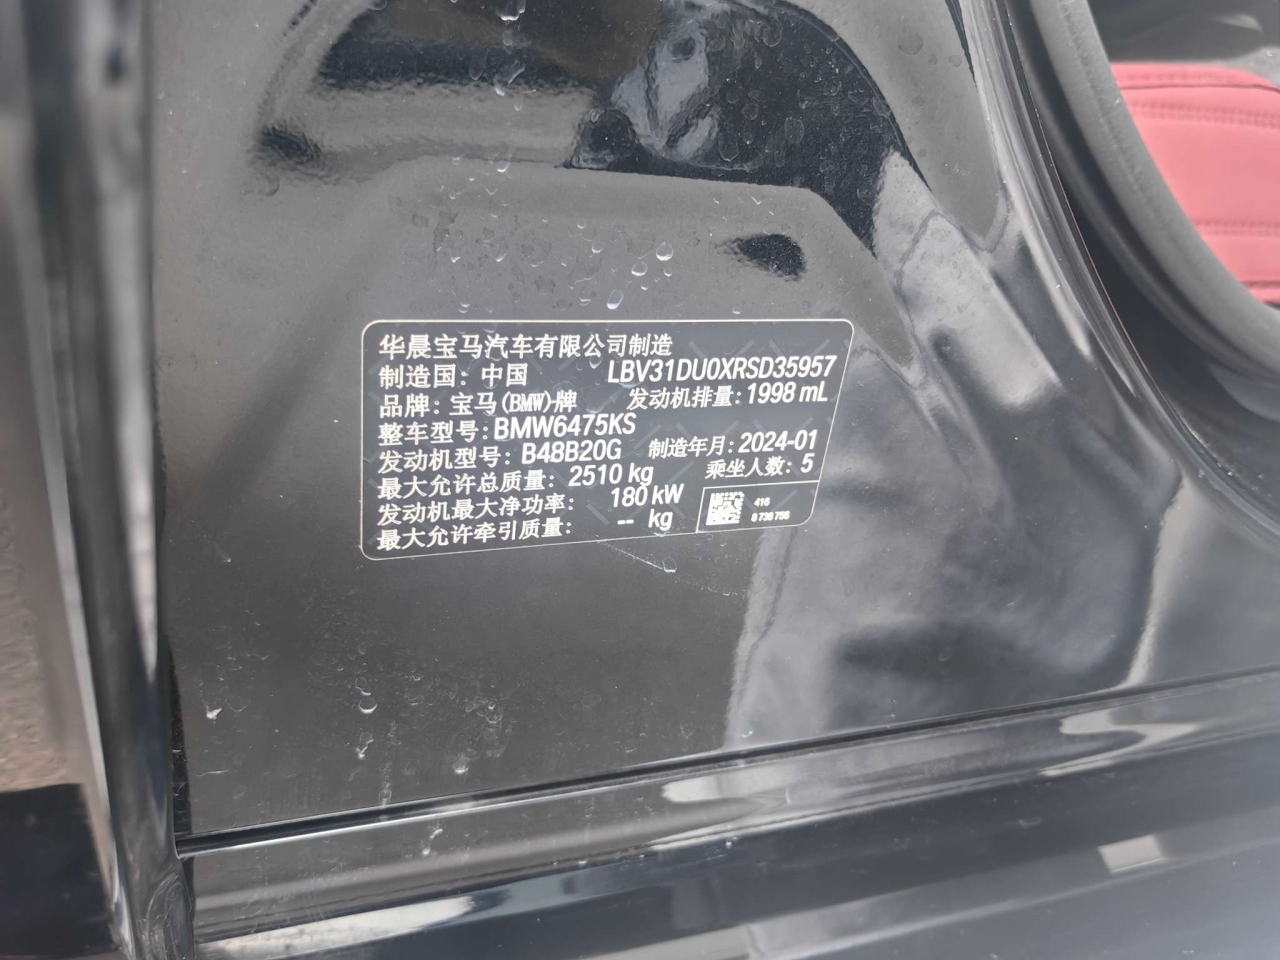 华晨宝马汽车有限公司制造
制造国: 中国 LBV31DU0XRSD35957
品牌: 宝马(BMW)牌 发动机排量: 1998 mL
整车型号: BMW6475KS
发动机型号: B48B20G 制造年月: 2024-01
最大允许总质量: 2510 kg 乘坐人数: 5
发动机最大净功率: 180 kW
最大允许牵引质量: -- kg
416
8 738 756